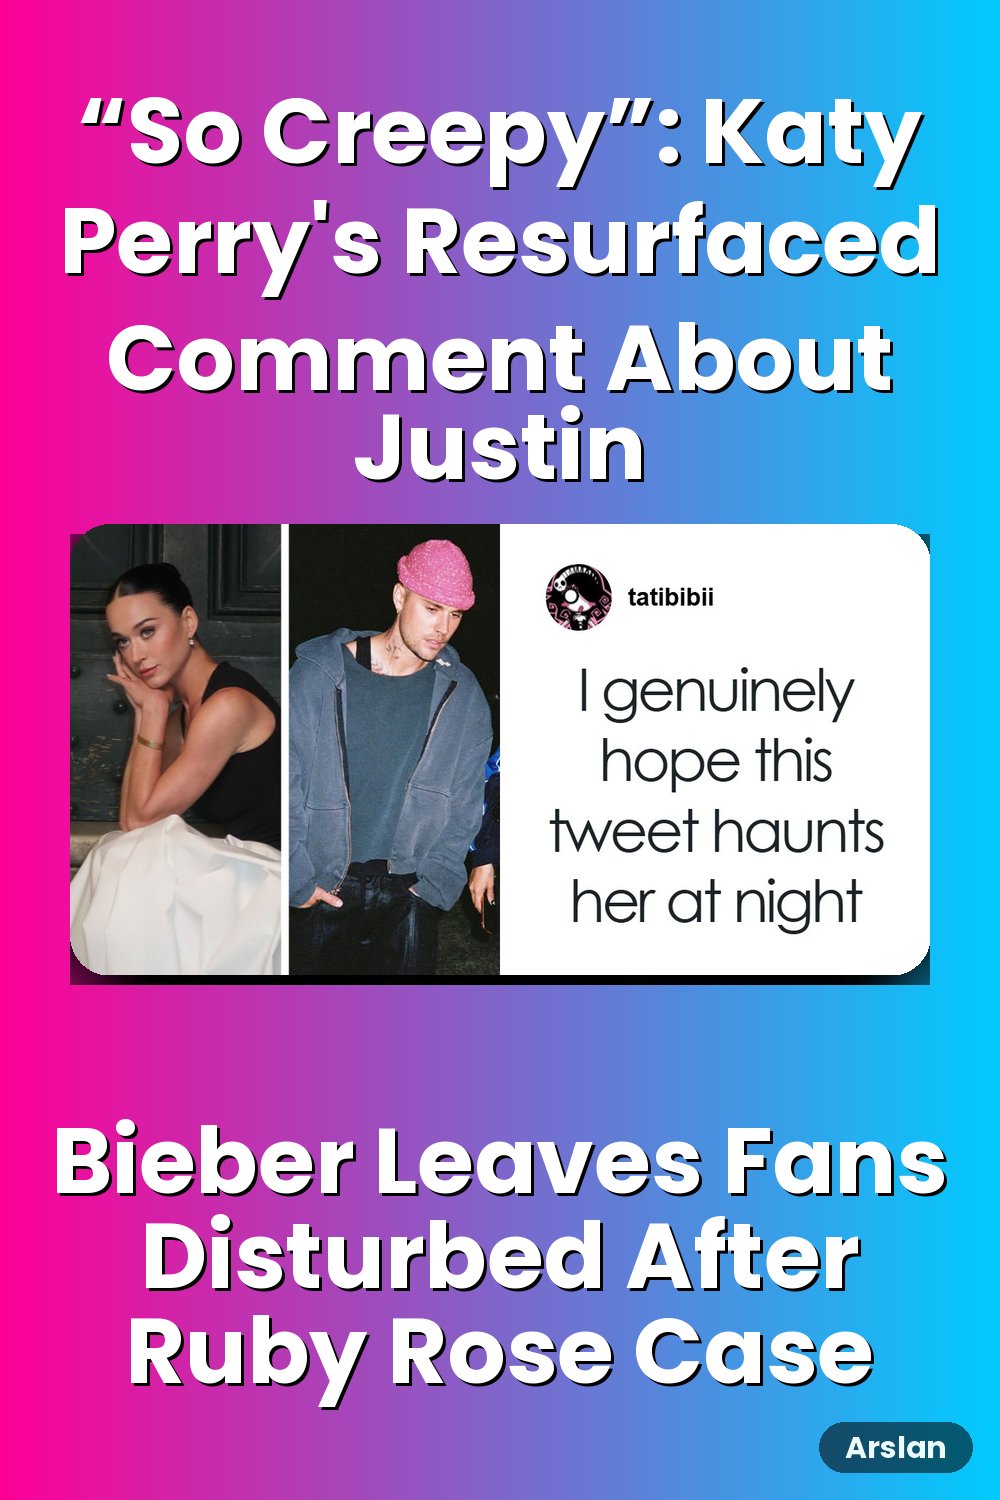 “So Creepy”: Katy
Perry's Resurfaced
Comment About
Justin
tatibibii
I genuinely
hope this
tweet haunts
her at night
Bieber Leaves Fans
Disturbed After
Ruby Rose Case
Arslan